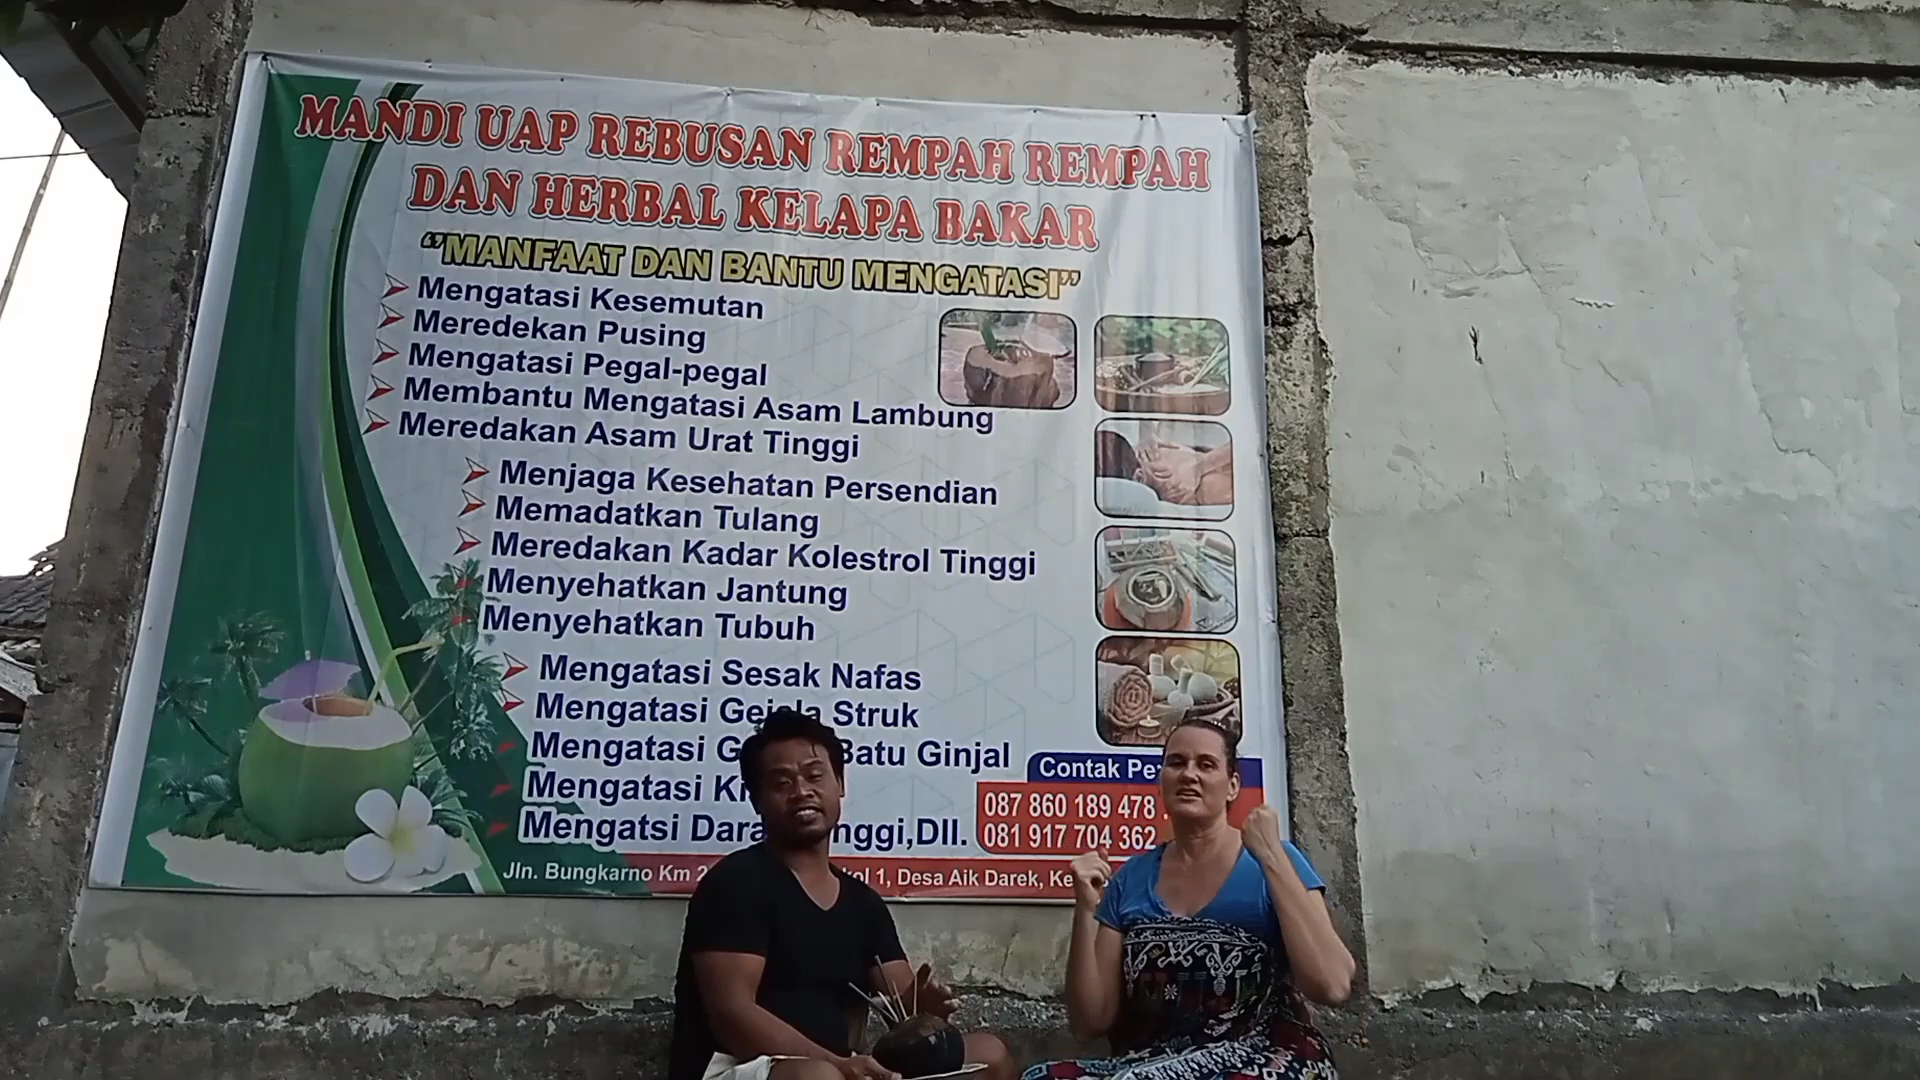 MANDI UAP REBUSAN REMPAH REMPAH
DAN HERBAL KELAPA BAKAR
"MANFAAT DAN BANTU MENGATASI"
Mengatasi Kesemutan
Meredekan Pusing
Mengatasi Pegal-pegal
Membantu Mengatasi Asam Lambung
Meredakan Asam Urat Tinggi
Menjaga Kesehatan Persendian
Memadatkan Tulang
Meredakan Kadar Kolestrol Tinggi
Menyehatkan Jantung
Menyehatkan Tubuh
Mengatasi Sesak Nafas
Mengatasi Gejala Struk
Mengatasi Batu Ginjal
Mengatasi
Mengatsi Dll.
Contak
087 860 189 478
081 917 704 362
Jln. Bungkarno Km 1, Desa Aik Darek,